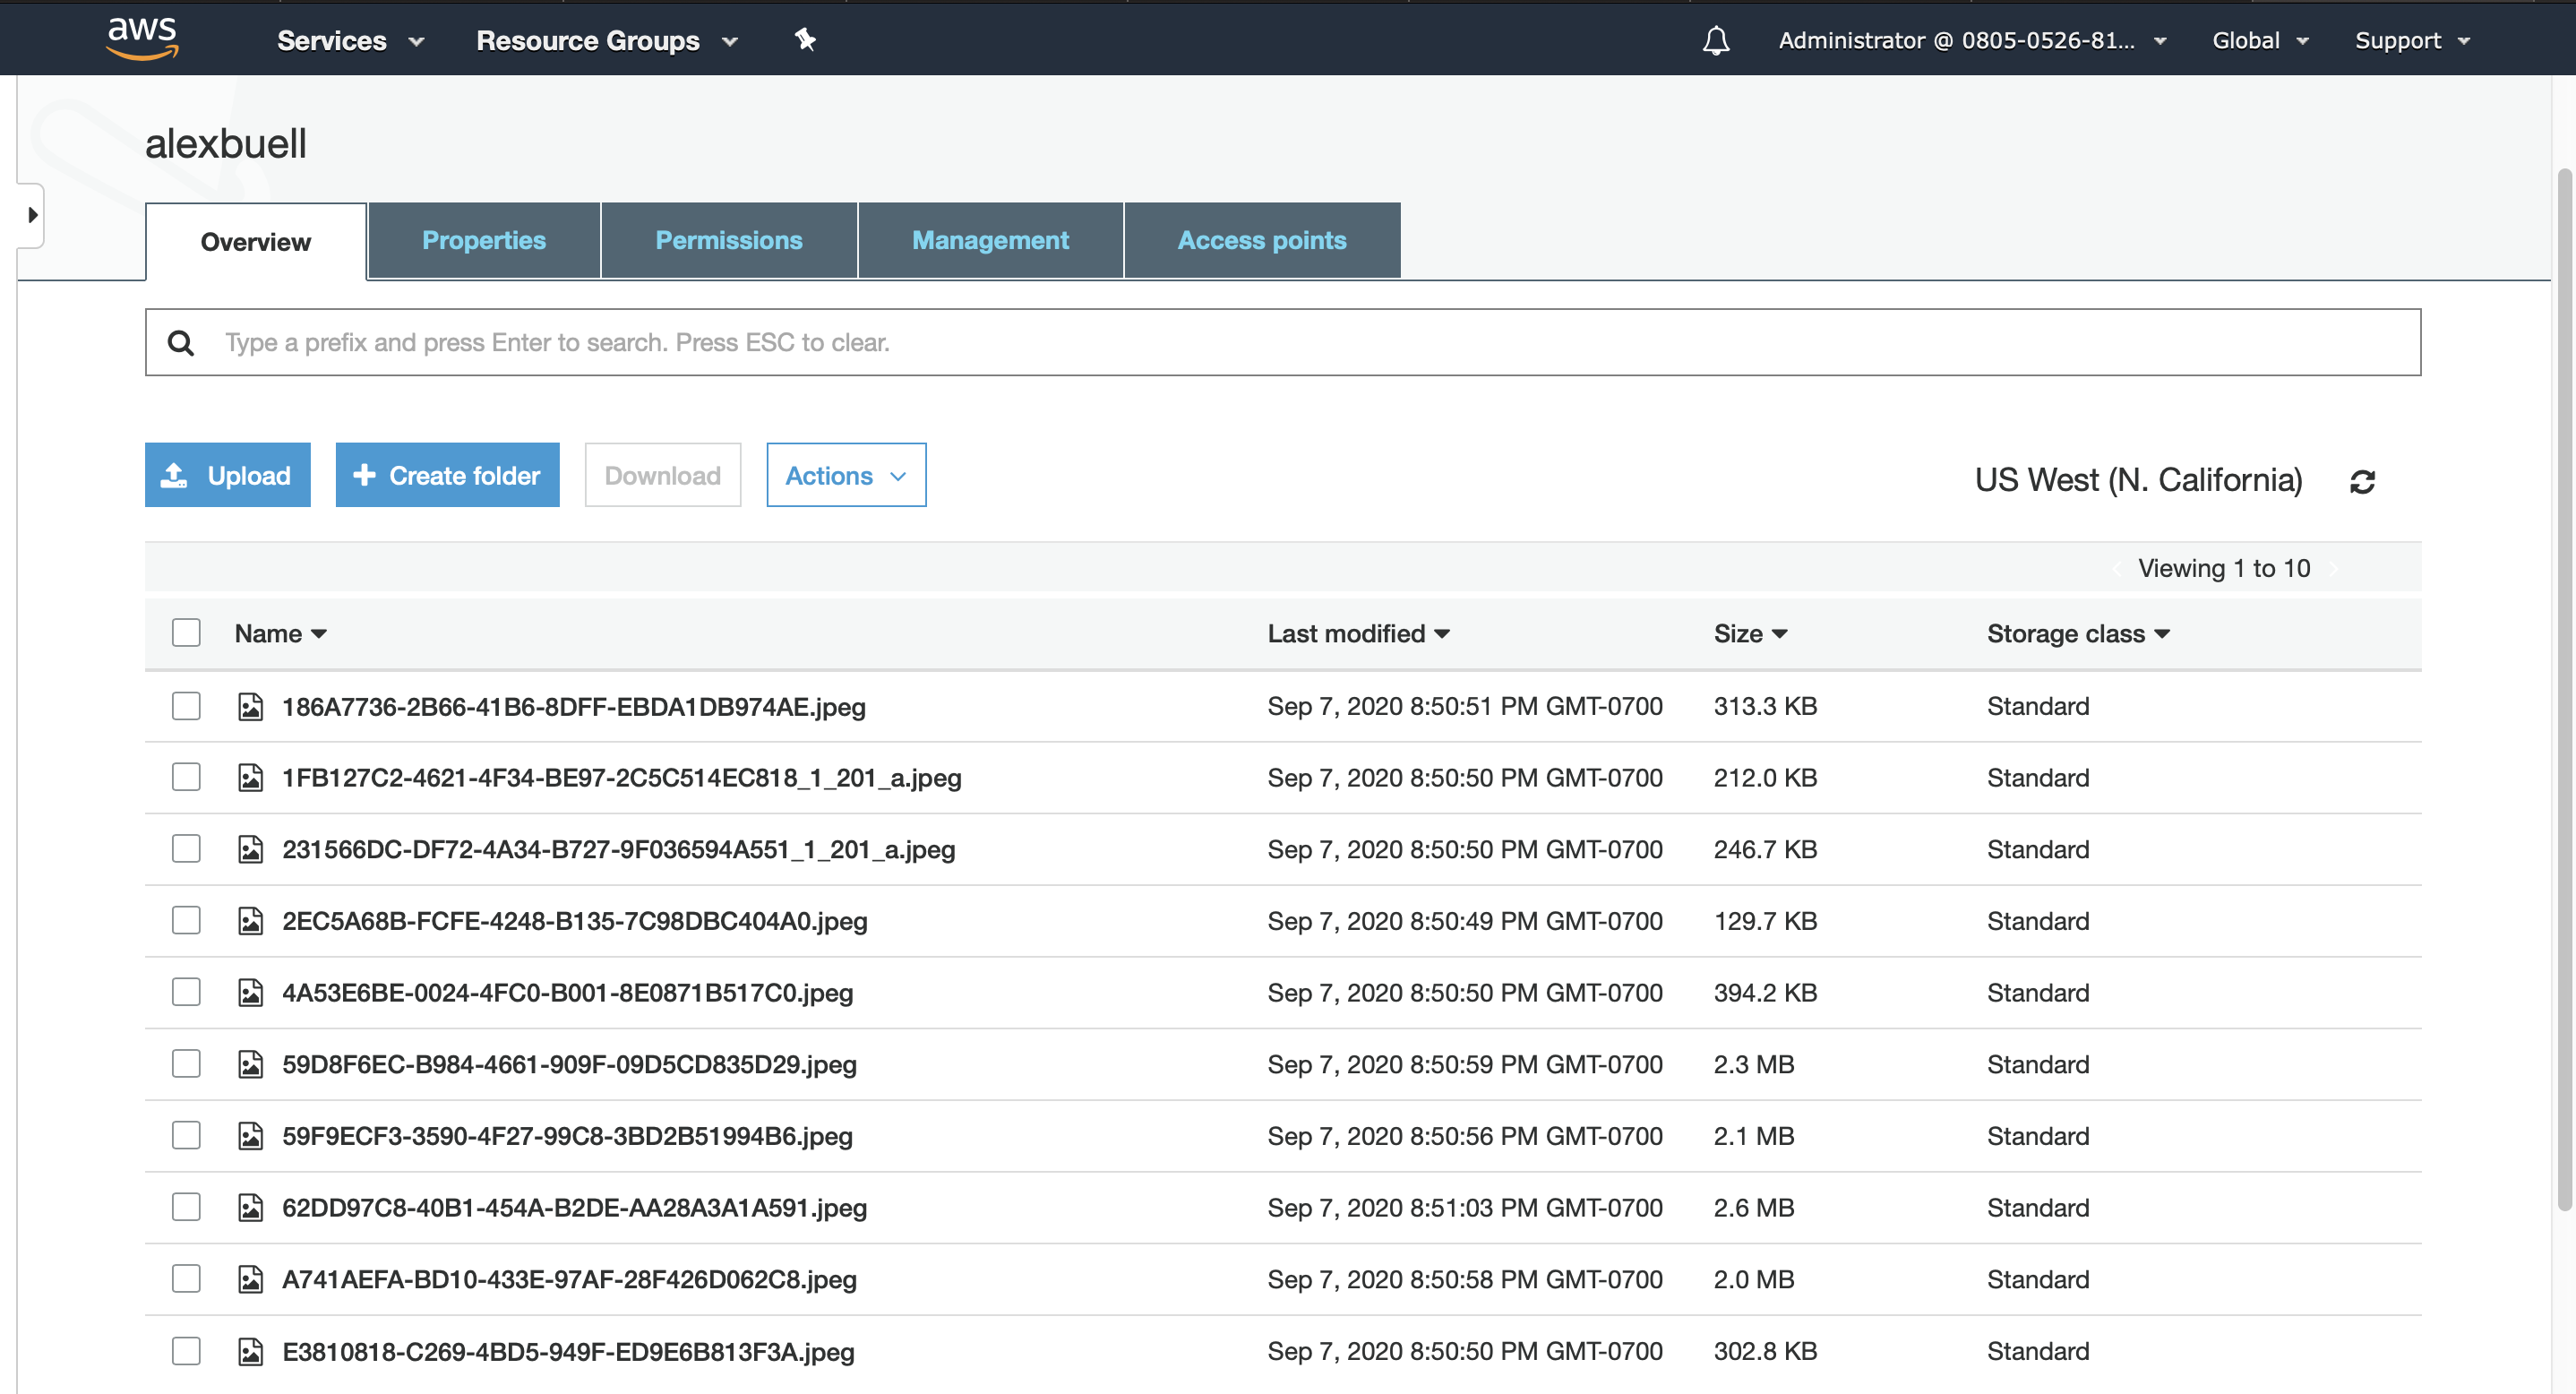 aws Services Resource Groups Administrator @ 0805-0526-81... Global Support
alexbuell
Overview Properties Permissions Management Access points
Type a prefix and press Enter to search. Press ESC to clear.
Upload Create folder Download Actions US West (N. California)
Viewing 1 to 10
Name Last modified Size Storage class
186A7736-2B66-41B6-8DFF-EBDA1DB974AE.jpeg Sep 7, 2020 8:50:51 PM GMT-0700 313.3 KB Standard
1FB127C2-4621-4F34-BE97-2C5C514EC818_1_201_a.jpeg Sep 7, 2020 8:50:50 PM GMT-0700 212.0 KB Standard
231566DC-DF72-4A34-B727-9F036594A551_1_201_a.jpeg Sep 7, 2020 8:50:50 PM GMT-0700 246.7 KB Standard
2EC5A68B-FCFE-4248-B135-7C98DBC404A0.jpeg Sep 7, 2020 8:50:49 PM GMT-0700 129.7 KB Standard
4A53E6BE-0024-4FC0-B001-8E0871B517C0.jpeg Sep 7, 2020 8:50:50 PM GMT-0700 394.2 KB Standard
59D8F6EC-B984-4661-909F-09D5CD835D29.jpeg Sep 7, 2020 8:50:59 PM GMT-0700 2.3 MB Standard
59F9ECF3-3590-4F27-99C8-3BD2B51994B6.jpeg Sep 7, 2020 8:50:56 PM GMT-0700 2.1 MB Standard
62DD97C8-40B1-454A-B2DE-AA28A3A1A591.jpeg Sep 7, 2020 8:51:03 PM GMT-0700 2.6 MB Standard
A741AEFA-BD10-433E-97AF-28F426D062C8.jpeg Sep 7, 2020 8:50:58 PM GMT-0700 2.0 MB Standard
E3810818-C269-4BD5-949F-ED9E6B813F3A.jpeg Sep 7, 2020 8:50:50 PM GMT-0700 302.8 KB Standard